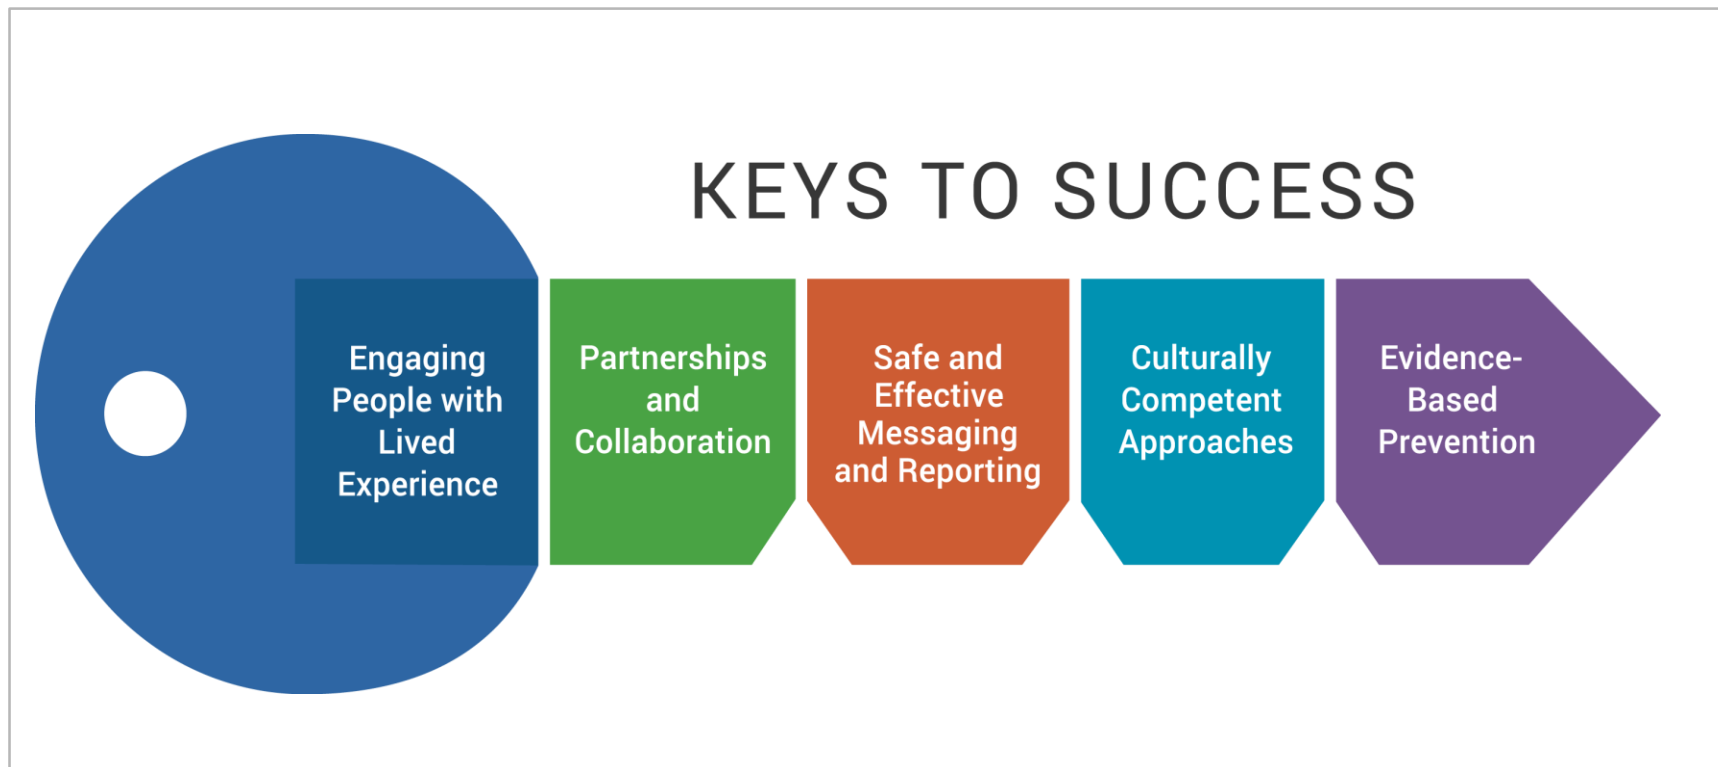 KEYS TO SUCCESS
Engaging
People with
Lived
Experience
Partnerships
and
Collaboration
Safe and
Effective
Messaging
and Reporting
Culturally
Competent
Approaches
Evidence-
Based
Prevention